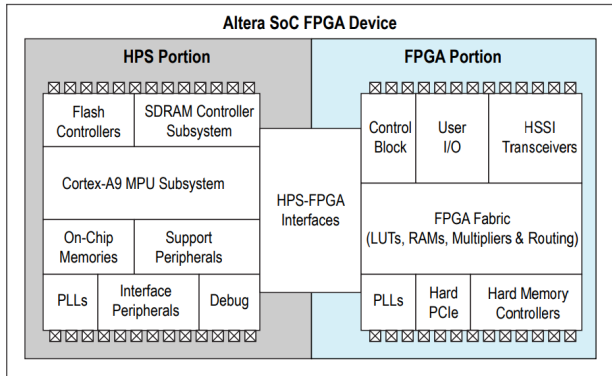 Altera SoC FPGA Device
HPS Portion
FPGA Portion
Flash
Controllers
SDRAM Controller
Subsystem
Cortex-A9 MPU Subsystem
On-Chip
Memories
Support
Peripherals
PLLs
Interface
Peripherals
Debug
HPS-FPGA
Interfaces
Control
Block
User
I/O
HSSI
Transceivers
FPGA Fabric
(LUTs, RAMs, Multipliers & Routing)
PLLs
Hard
PCIe
Hard Memory
Controllers